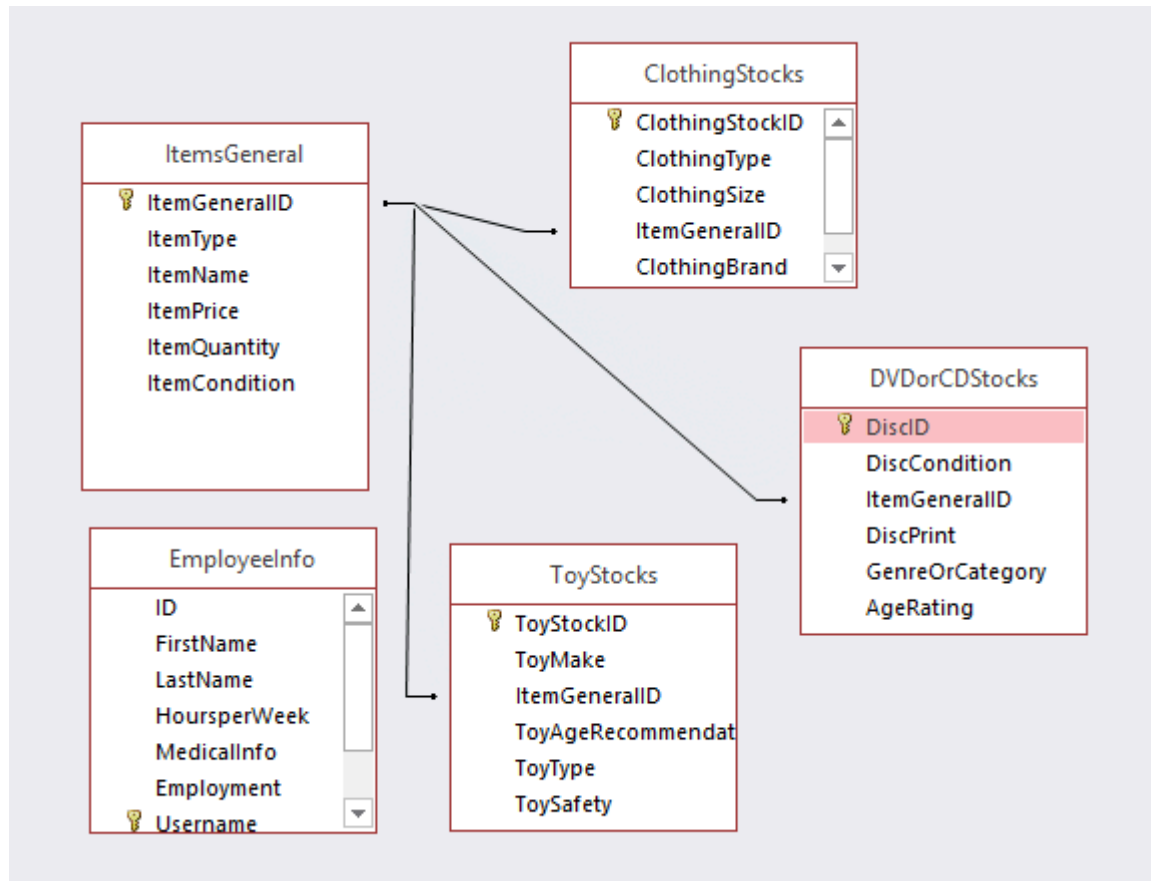 ItemsGeneral
ItemGeneralID
ItemType
ItemName
ItemPrice
ItemQuantity
ItemCondition
ClothingStocks
ClothingStockID
ClothingType
ClothingSize
ItemGeneralID
ClothingBrand
DVDorCDStocks
DiscID
DiscCondition
ItemGeneralID
DiscPrint
GenreOrCategory
AgeRating
EmployeeInfo
ID
FirstName
LastName
HoursperWeek
MedicalInfo
Employment
Username
ToyStocks
ToyStockID
ToyMake
ItemGeneralID
ToyAgeRecommendat
ToyType
ToySafety